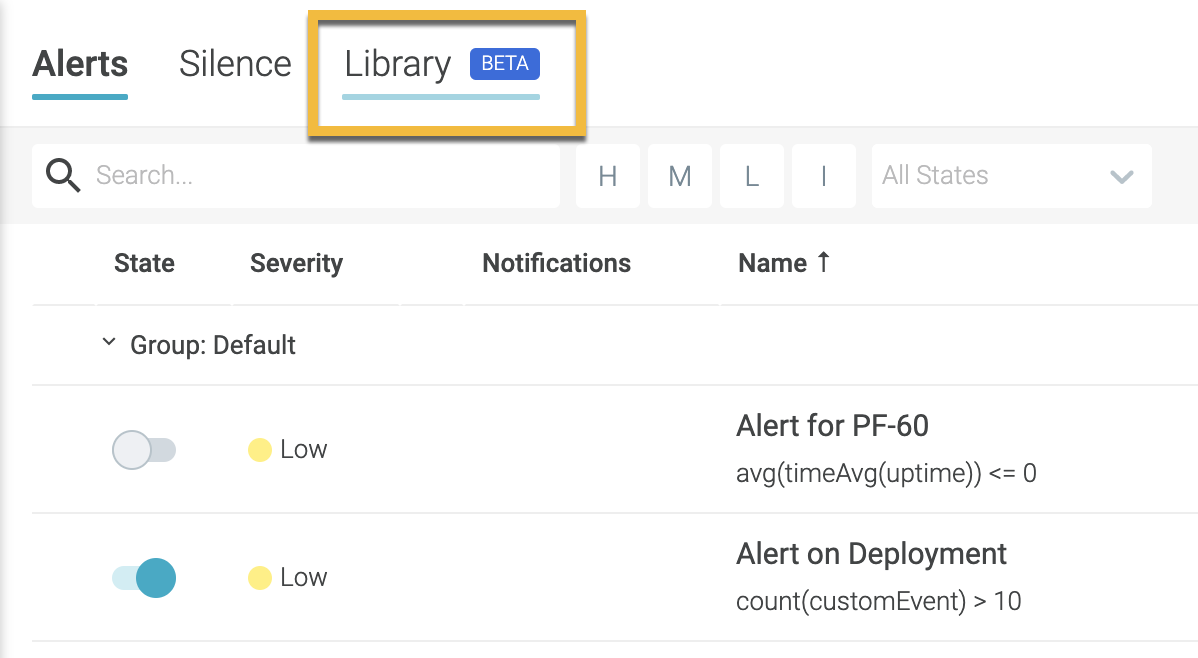 Alerts Silence Library BETA
Search... H M L I All States
State Severity Notifications Name ↑
Group: Default
Low Alert for PF-60
avg(timeAvg(uptime)) <= 0
Low Alert on Deployment
count(customEvent) > 10